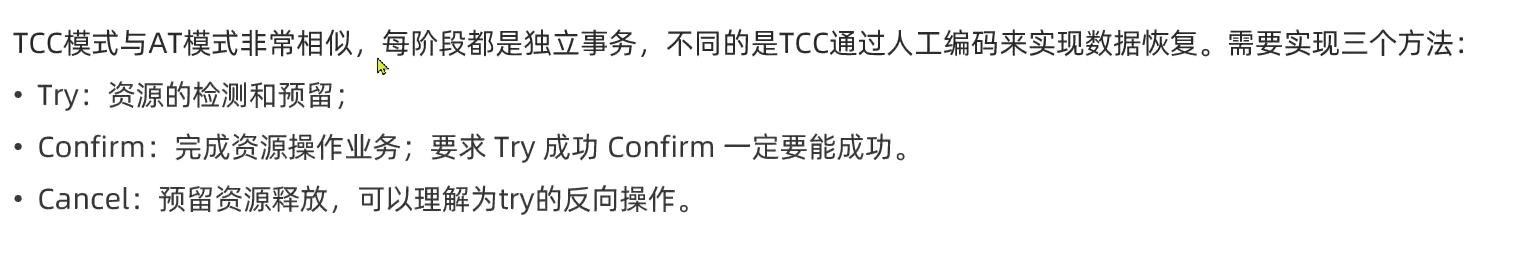 TCC模式与AT模式非常相似，每阶段都是独立事务，不同的是TCC通过人工编码来实现数据恢复。需要实现三个方法：
• Try：资源的检测和预留；
• Confirm：完成资源操作业务；要求 Try 成功 Confirm 一定要能成功。
• Cancel：预留资源释放，可以理解为try的反向操作。